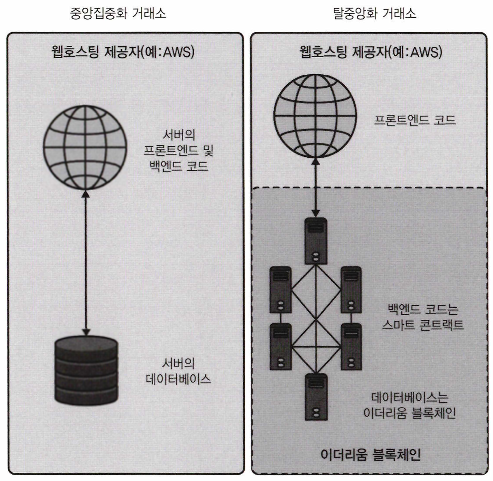 중앙집중화 거래소
탈중앙화 거래소
웹호스팅 제공자(예:AWS)
서버의
프론트엔드 및
백엔드 코드
서버의
데이터베이스
웹호스팅 제공자(예:AWS)
프론트엔드 코드
백엔드 코드는
스마트 콘트랙트
데이터베이스는
이더리움 블록체인
이더리움 블록체인